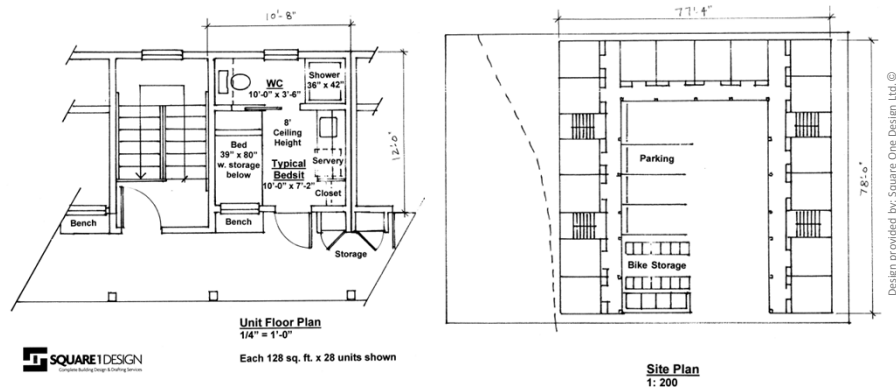 10'-8"
WC
10'-0" x 3'-6"
Shower
36" x 42"
8'
Ceiling
Height
Bed
39" x 80"
w. storage
below
Typical
Bedsit
10'-0" x 7'-2"
Servery
Closet
12'-0"
Bench
Bench
Storage
Unit Floor Plan
1/4" = 1'-0"
Each 128 sq. ft. x 28 units shown
SQUARE 1 DESIGN
Complete Building Design & Drafting Services
77'-4"
78'-0"
Parking
Bike Storage
Site Plan
1: 200
Design provided by: Square One Design Ltd. ©